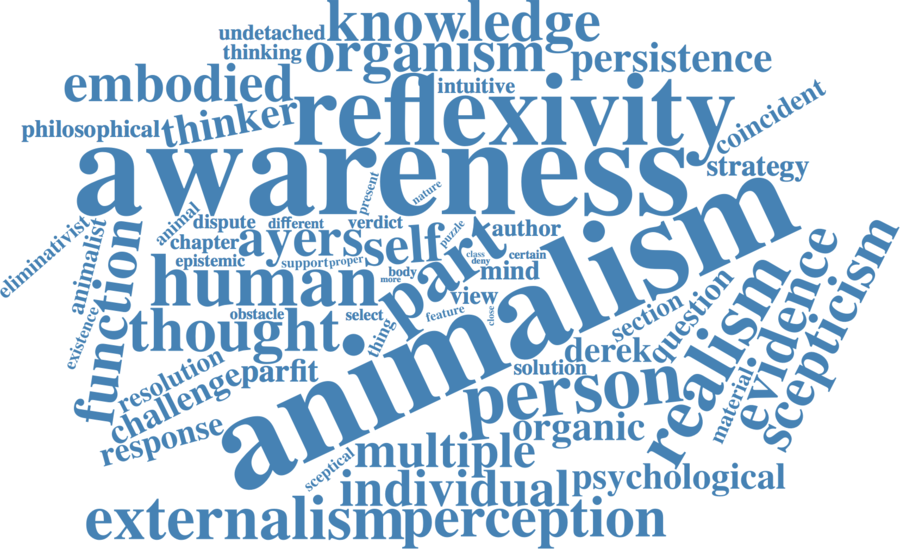 knowledge
undetached
thinking
organism
persistence
embodied
intuitive
reflexivity
coincident
philosophical
thinker
awareness
strategy
present
nature
animal
eliminativist
animalist
dispute
different
verdict
puzzle
author
chapter
ayers
self
part
epistemic
support
proper
class
deny
certain
body
more
mind
function
human
view
animalism
obstacle
select
feature
close
thought
thing
existence
section
question
realism
evidence
scepticism
resolution
parfit
solution
derek
challenge
person
material
response
organic
multiple
sceptical
individual
psychological
externalism
perception